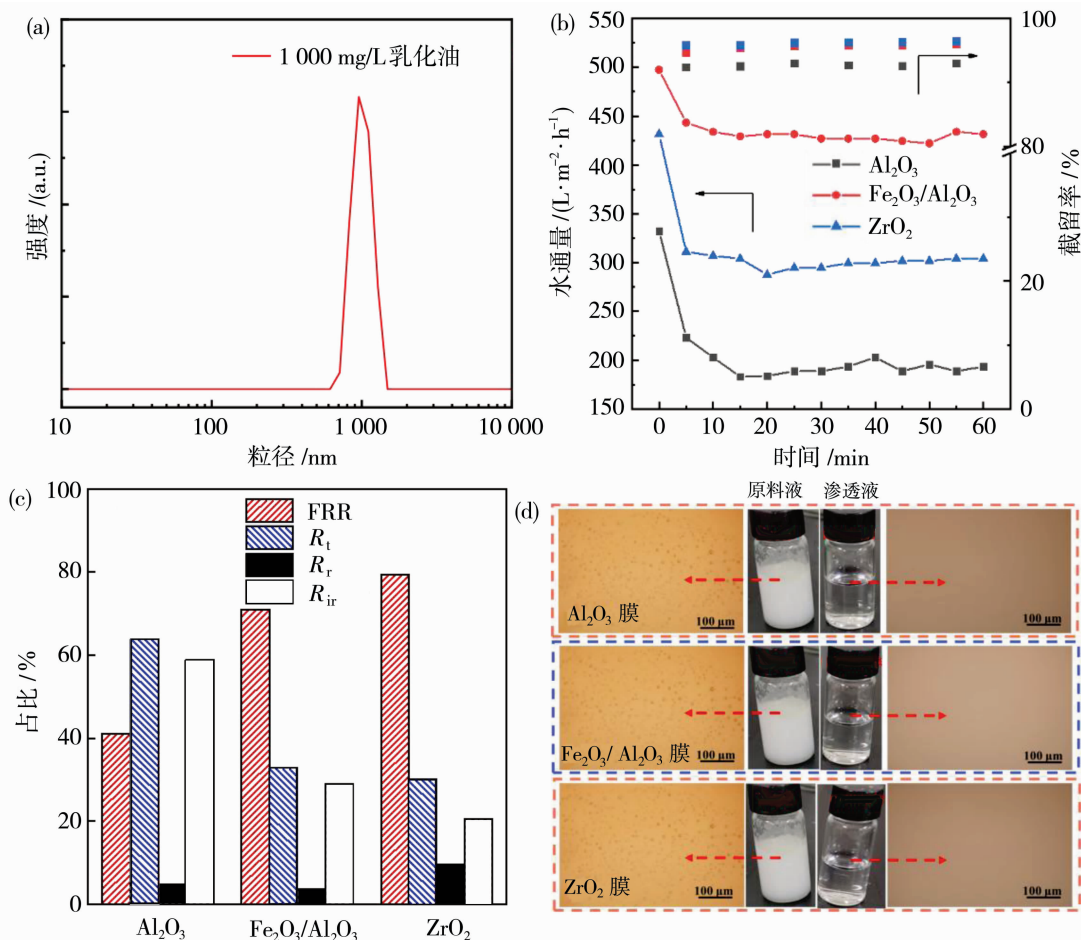 (a)
1 000 mg/L乳化油
强度 /(a.u.)
10
100
1 000
10 000
粒径 /nm
(b)
550
500
450
400
350
300
250
200
150
水通量 /(L·m⁻²·h⁻¹)
100
80
20
0
截留率 /%
Al₂O₃
Fe₂O₃/Al₂O₃
ZrO₂
0 10 20 30 40 50 60
时间 /min
(c)
100
80
60
40
20
0
占比 /%
FRR
Rt
Rr
Rir
Al₂O₃ Fe₂O₃/Al₂O₃ ZrO₂
(d)
原料液 渗透液
Al₂O₃ 膜
100 μm
100 μm
Fe₂O₃/ Al₂O₃ 膜
100 μm
100 μm
ZrO₂ 膜
100 μm
100 μm